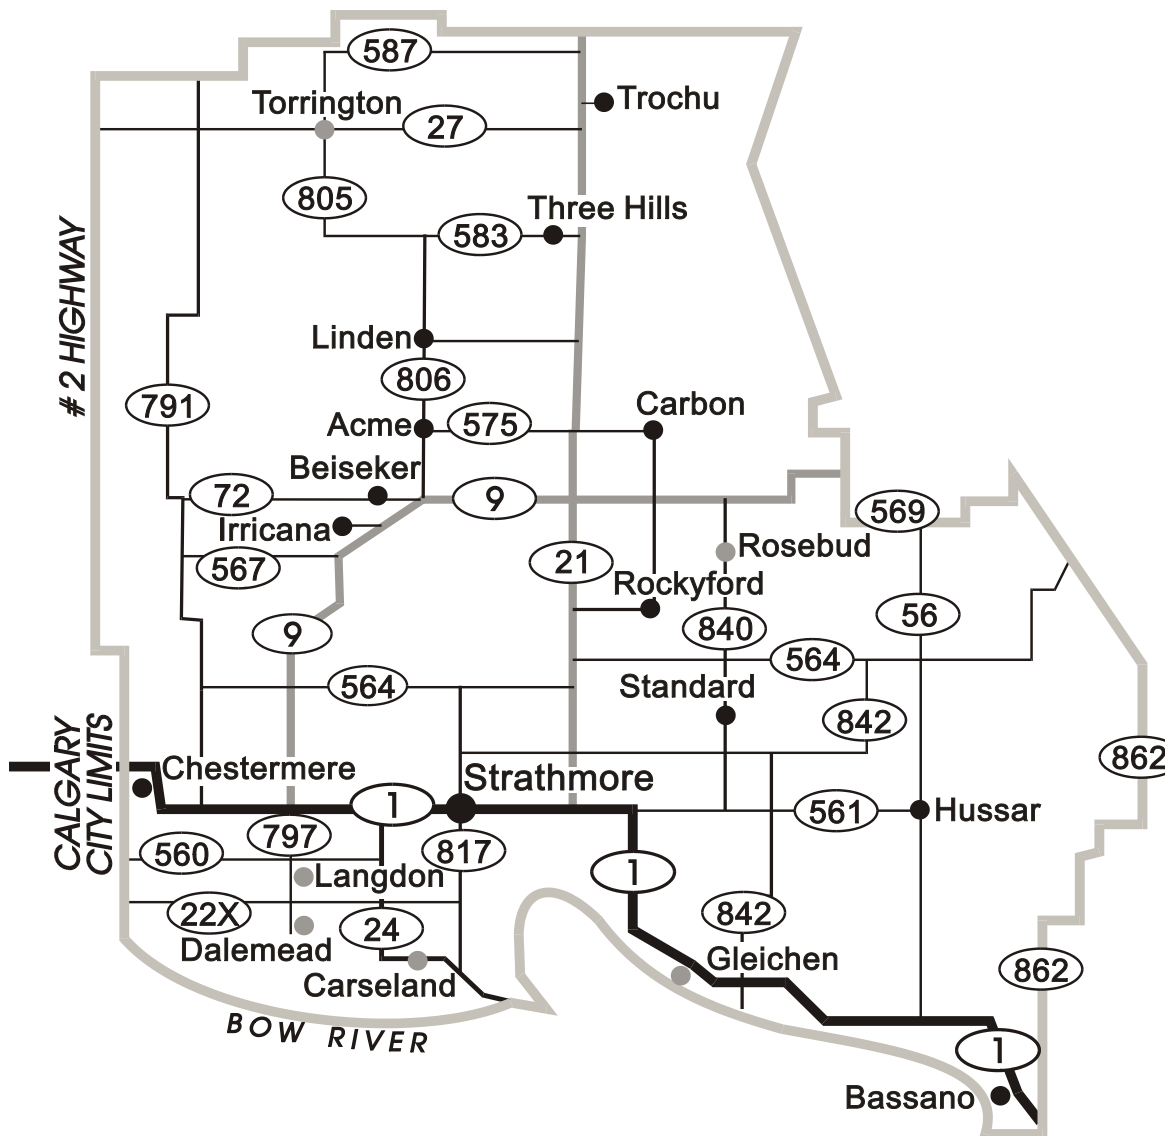 587
Torrington
Trochu
27
805
Three Hills
583
# 2 HIGHWAY
Linden
806
791
Carbon
Acme
575
Beiseker
72
9
569
Irricana
Rosebud
567
21
Rockyford
56
9
840
564
564
Standard
842
CALGARY
CITY LIMITS
862
Chestermere
Strathmore
1
561
Hussar
797
817
560
1
Langdon
22X
842
24
Dalemead
Gleichen
862
Carseland
BOW RIVER
1
Bassano